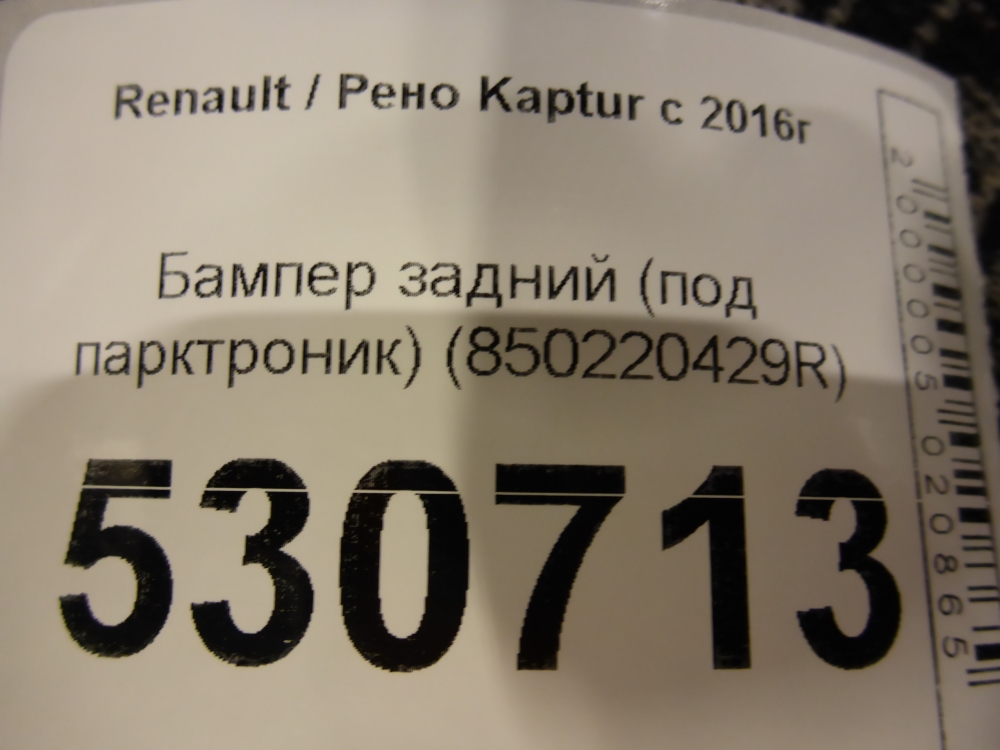 Renault / Рено Kaptur с 2016г
Бампер задний (под
парктроник) (850220429R)
530713
2000005020865